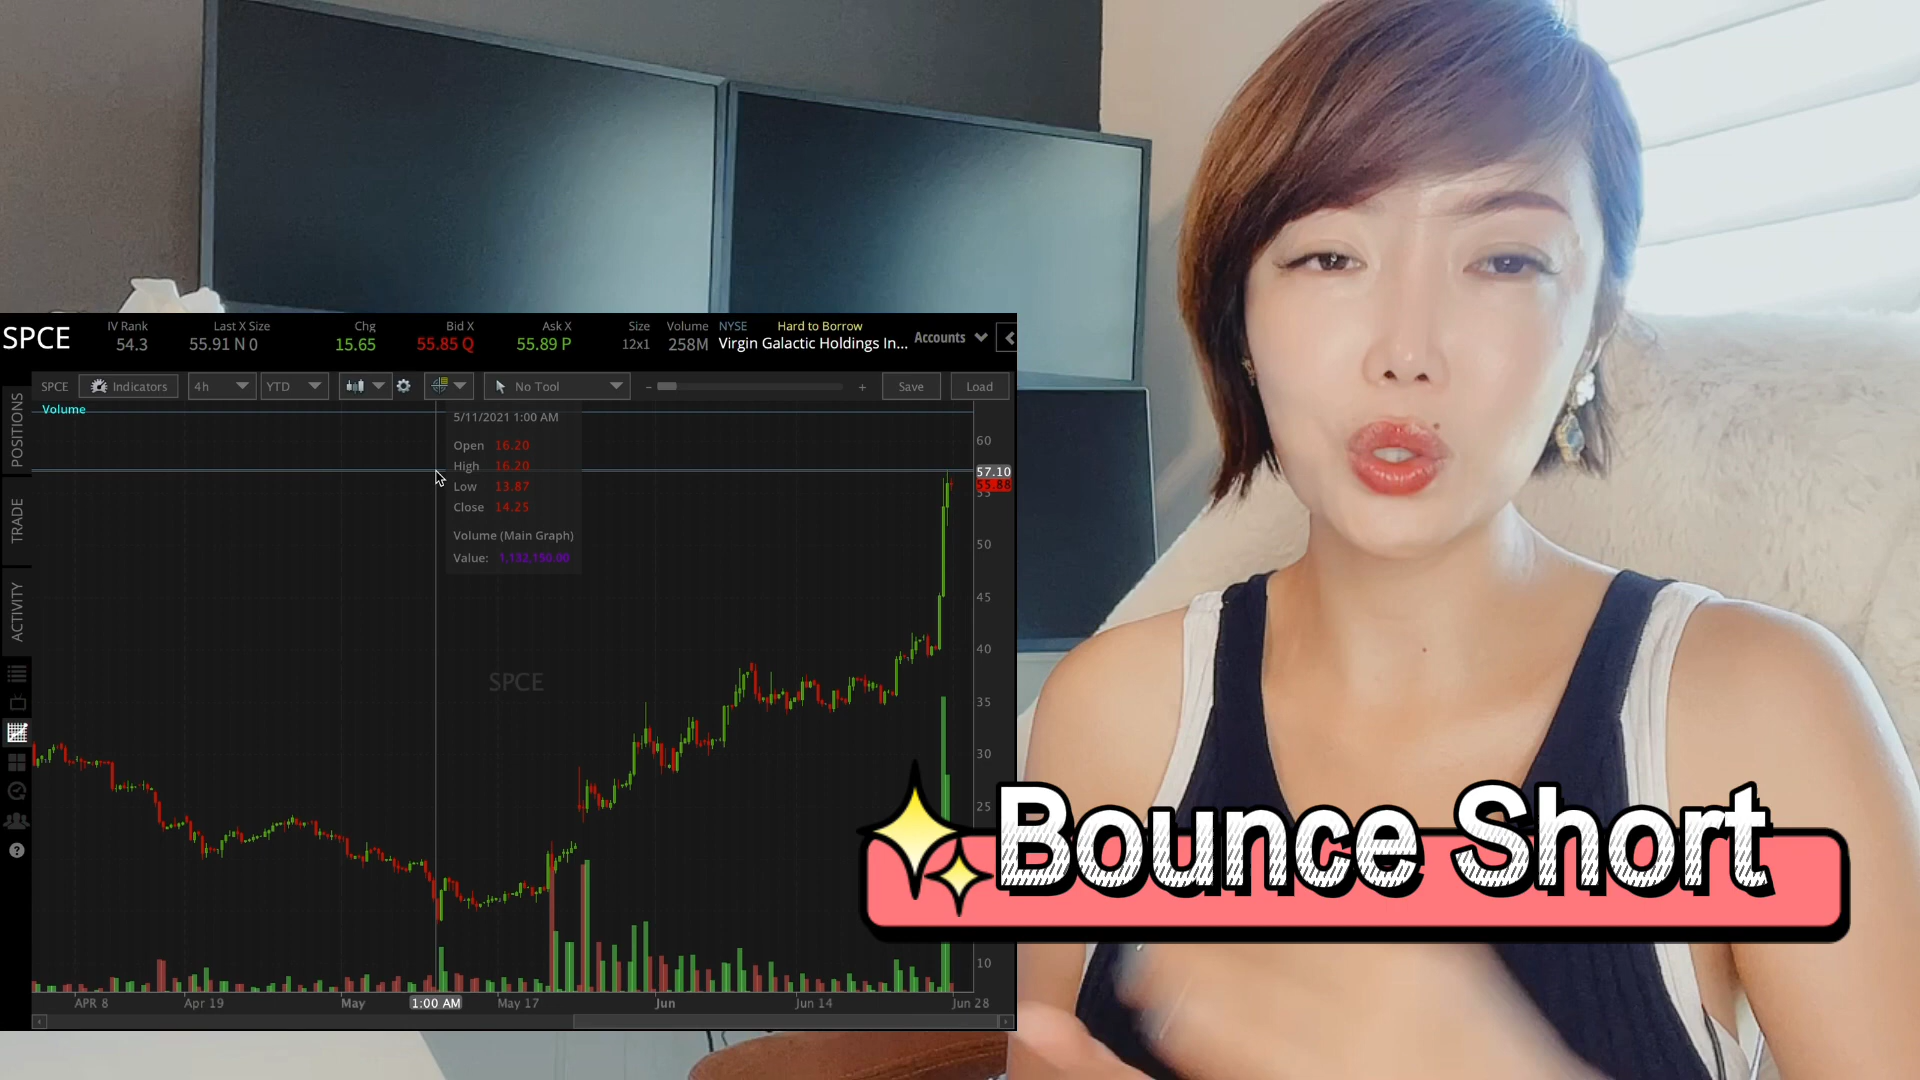 SPCE
IV Rank
54.3
Last X Size
55.91 N 0
Chg
15.65
Bid X
55.85 Q
Ask X
55.89 P
Size
12x1
Volume
258M
NYSE
Hard to Borrow
Virgin Galactic Holdings In...
Accounts
SPCE
Indicators
4h
YTD
No Tool
−
+
Save
Load
POSITIONS
TRADE
ACTIVITY
Volume
5/11/2021 1:00 AM
Open 16.20
High 16.20
Low 13.87
Close 14.25
Volume (Main Graph)
Value: 1,132,150.00
SPCE
60
57.10
55.88
55
50
45
40
35
30
25
10
APR 8
Apr 19
May
1:00 AM
May 17
Jun
Jun 14
Jun 28
Bounce Short